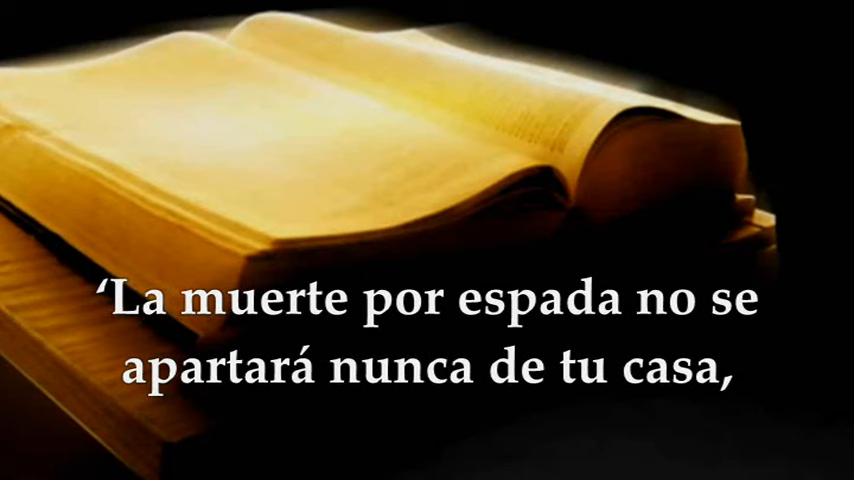 ‘La muerte por espada no se
apartará nunca de tu casa,